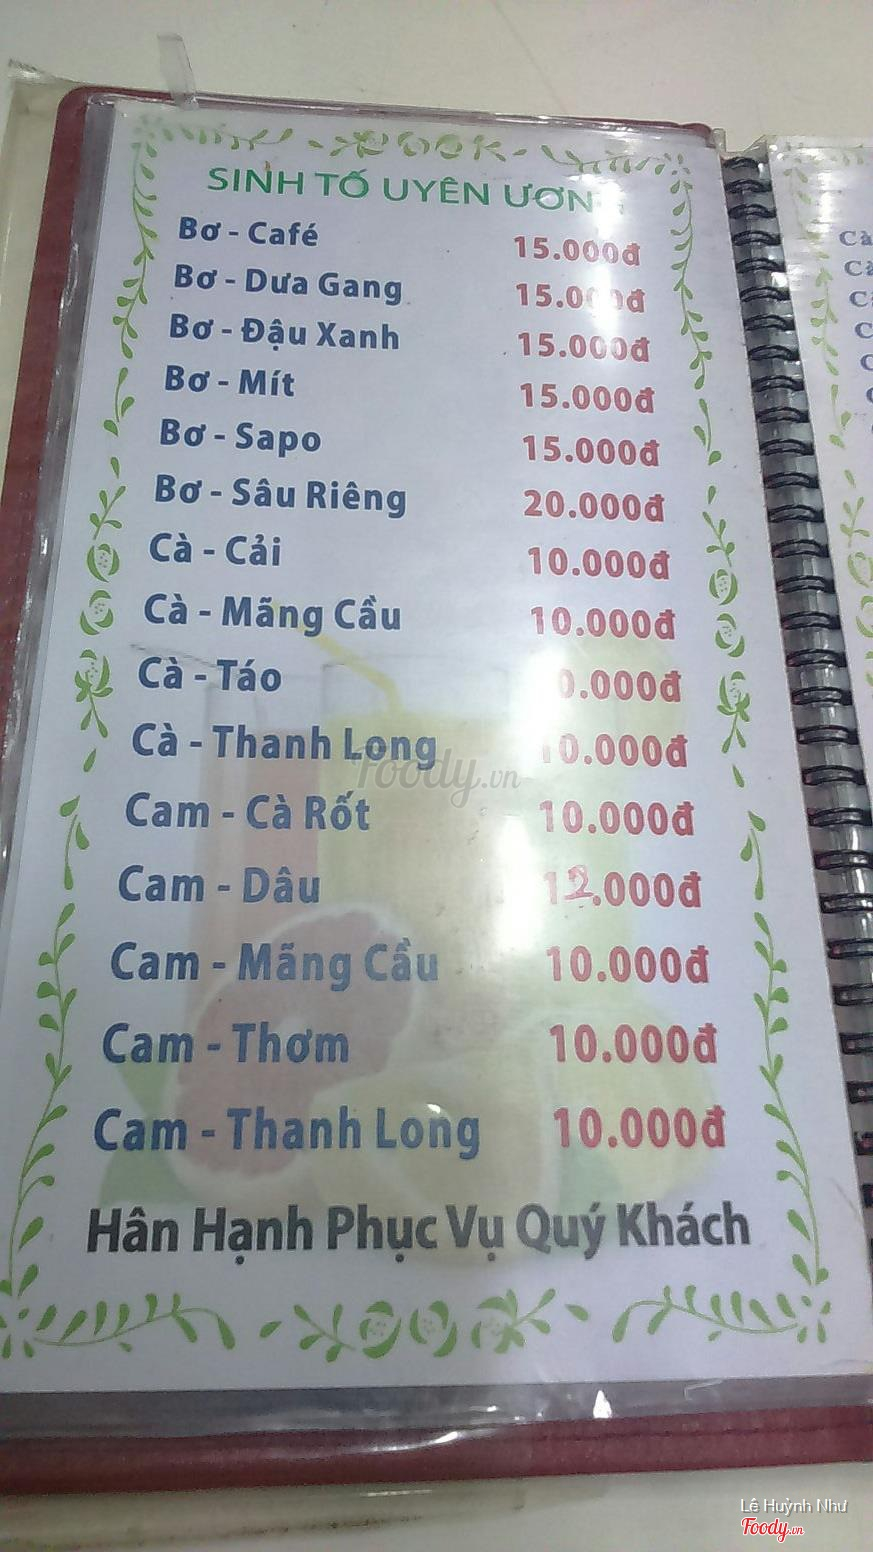 SINH TỐ UYÊN ƯƠN
Bơ - Café 15.000đ
Bơ - Dưa Gang 15.000đ
Bơ - Đậu Xanh 15.000đ
Bơ - Mít 15.000đ
Bơ - Sapo 15.000đ
Bơ - Sâu Riêng 20.000đ
Cà - Cải 10.000đ
Cà - Mãng Cầu 10.000đ
Cà - Táo 0.000đ
Cà - Thanh Long 10.000đ
Cam - Cà Rốt 10.000đ
Cam - Dâu 12.000đ
Cam - Mãng Cầu 10.000đ
Cam - Thơm 10.000đ
Cam - Thanh Long 10.000đ
Hân Hạnh Phục Vụ Quý Khách
Foody.vn
Lê Huỳnh Như
Foody.vn